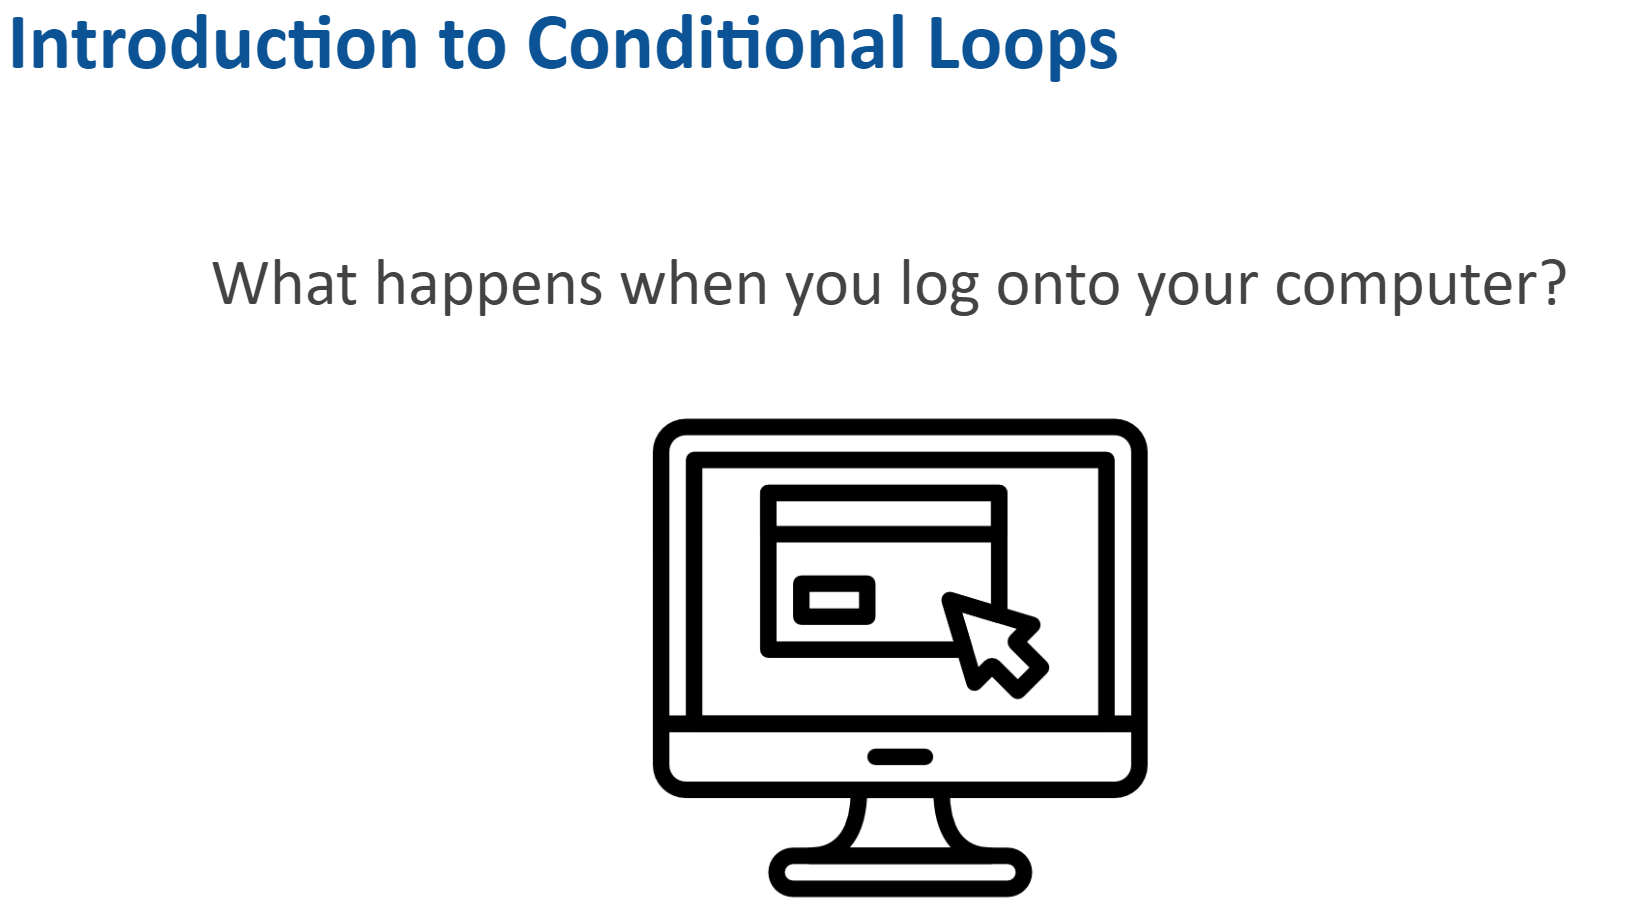 Introduction to Conditional Loops
What happens when you log onto your computer?